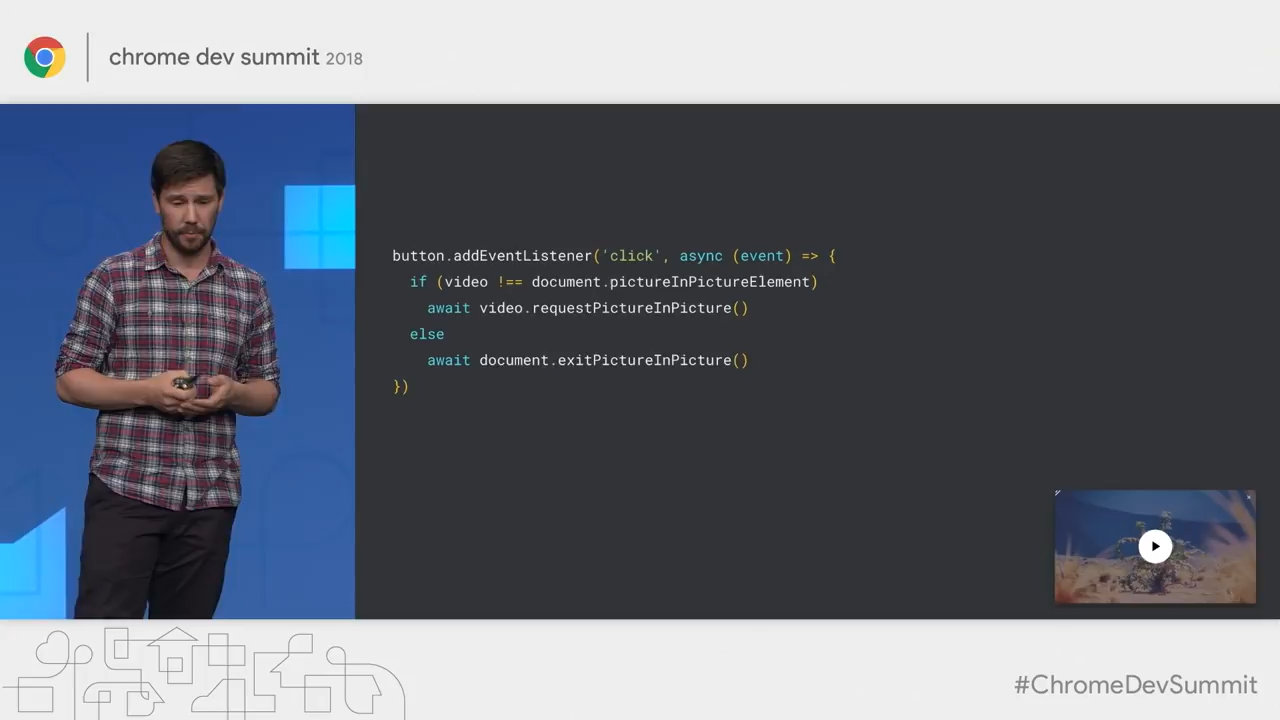 chrome dev summit 2018
button.addEventListener('click', async (event) => {
  if (video !== document.pictureInPictureElement)
    await video.requestPictureInPicture()
  else
    await document.exitPictureInPicture()
})
#ChromeDevSummit